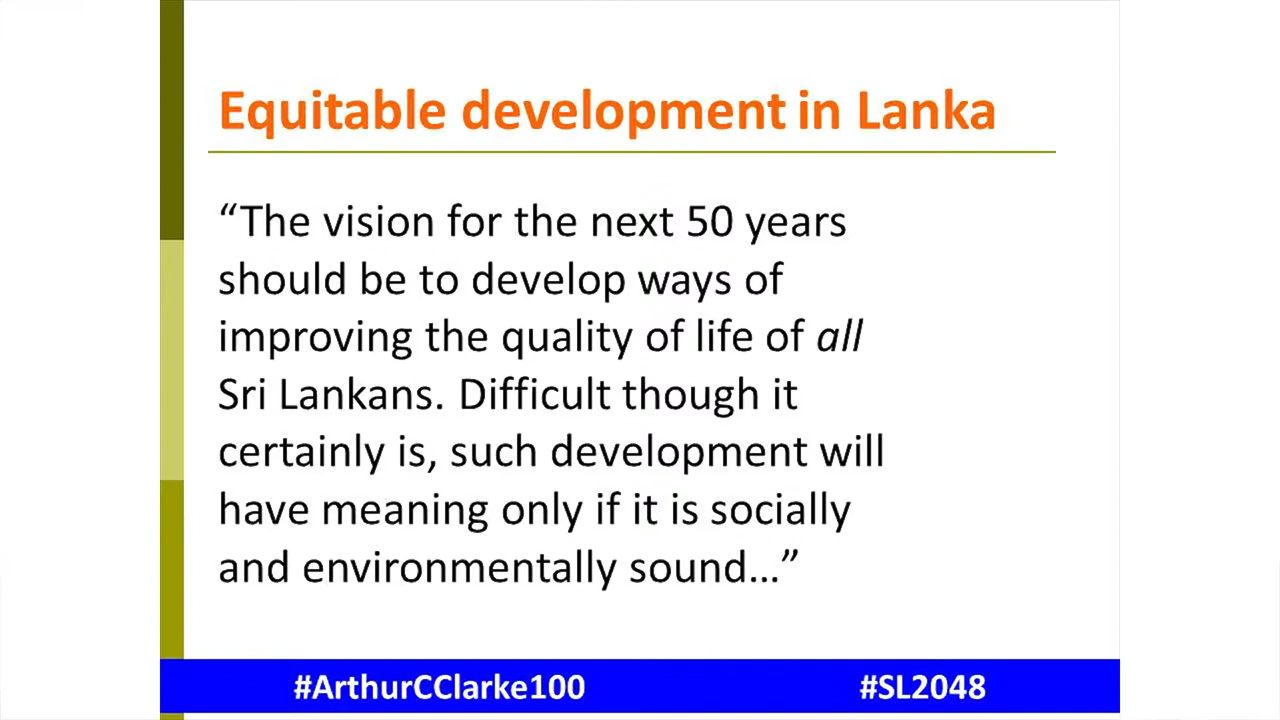 Equitable development in Lanka
“The vision for the next 50 years
should be to develop ways of
improving the quality of life of all
Sri Lankans. Difficult though it
certainly is, such development will
have meaning only if it is socially
and environmentally sound…”
#ArthurCClarke100 #SL2048